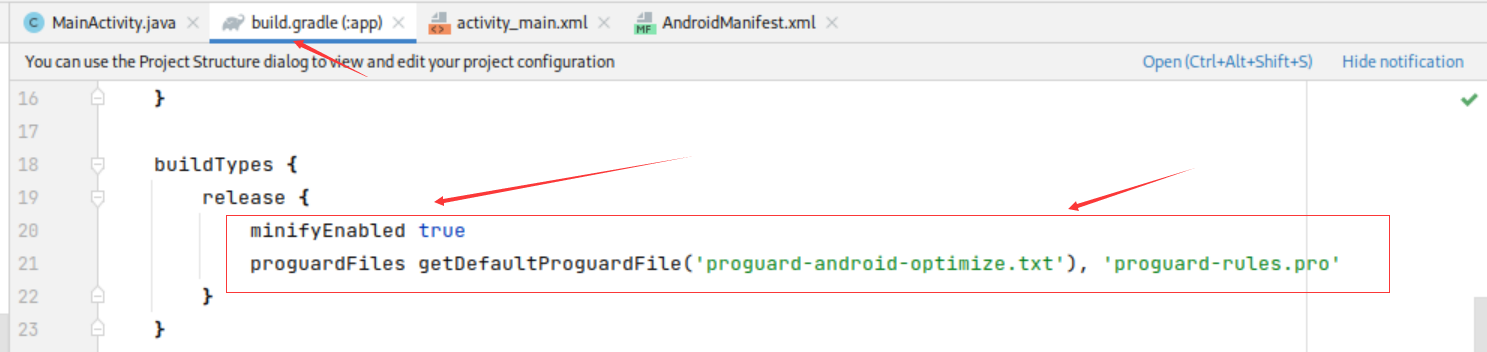 MainActivity.java build.gradle (:app) activity_main.xml AndroidManifest.xml
You can use the Project Structure dialog to view and edit your project configuration Open (Ctrl+Alt+Shift+S) Hide notification
16 }
17
18 buildTypes {
19 release {
20 minifyEnabled true
21 proguardFiles getDefaultProguardFile('proguard-android-optimize.txt'), 'proguard-rules.pro'
22 }
23 }